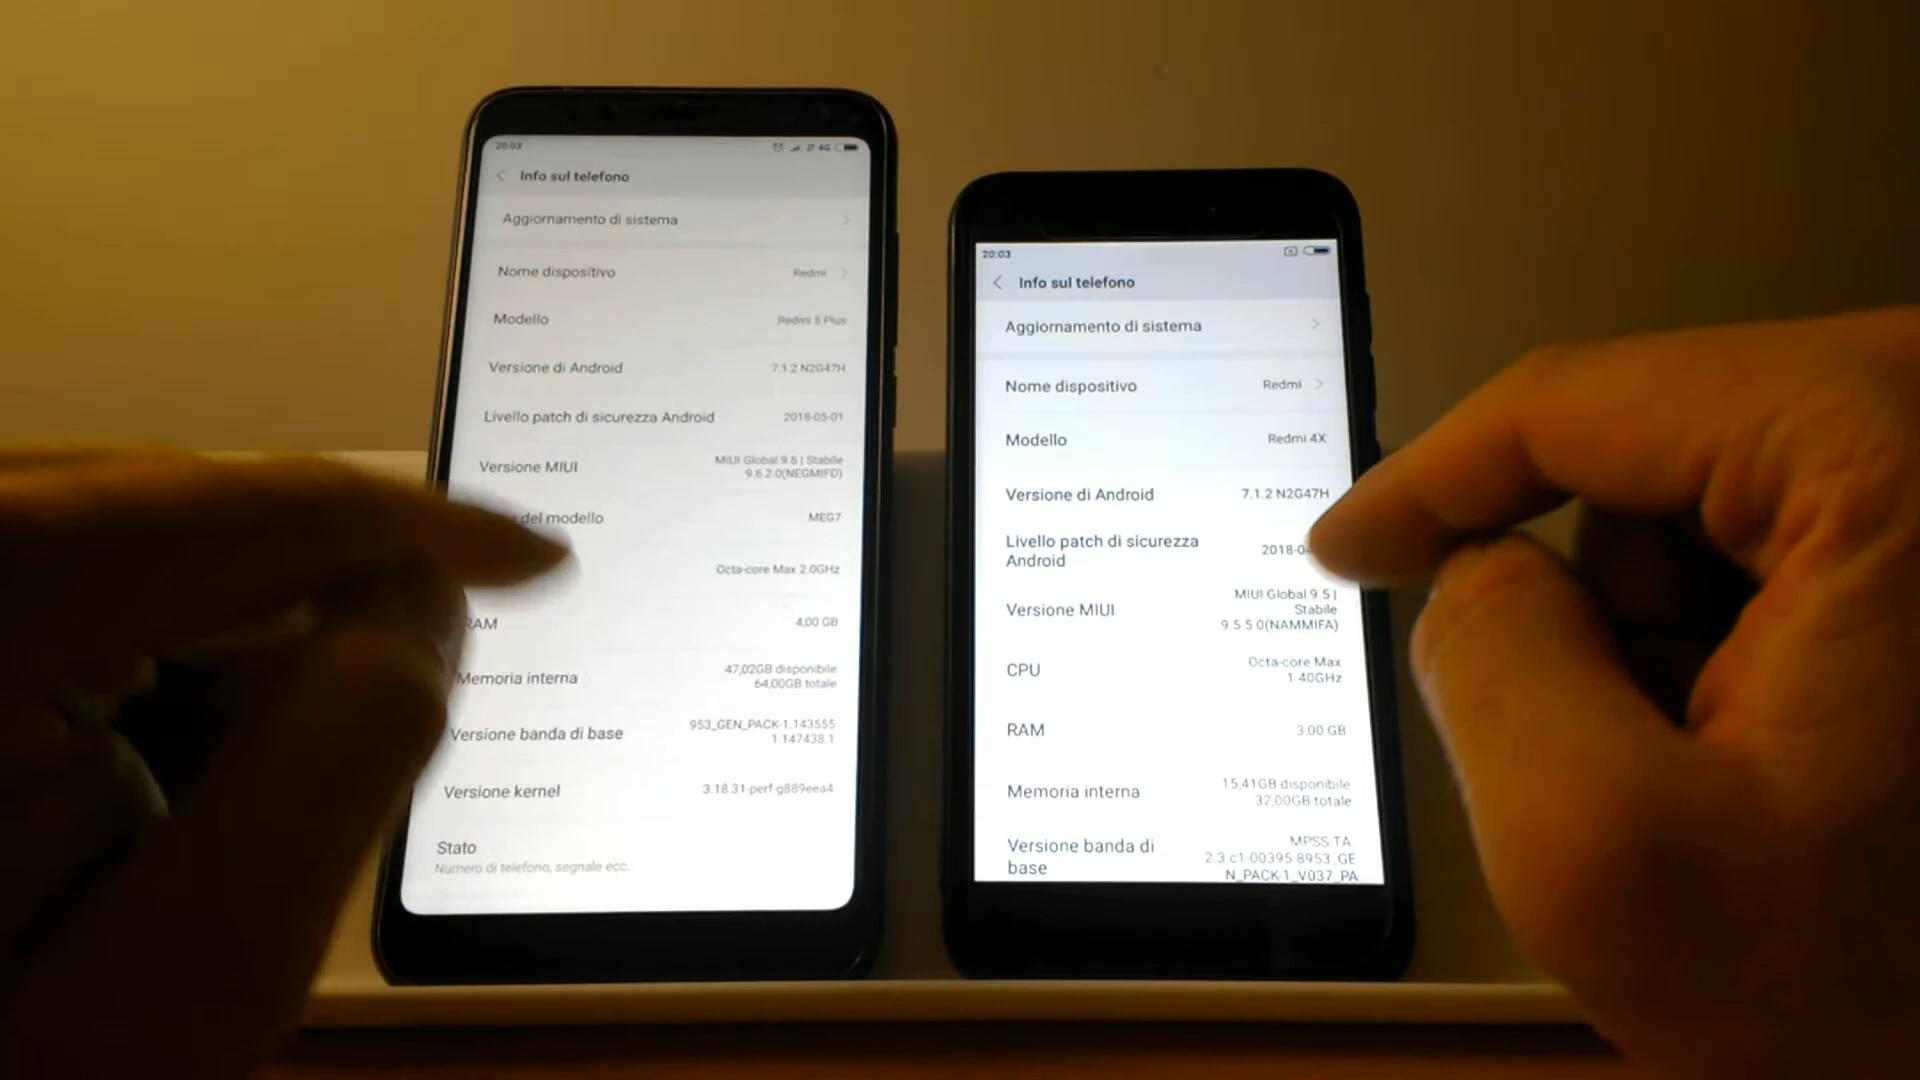 20:03
4G
Info sul telefono
Aggiornamento di sistema
Nome dispositivo Redmi
Modello Redmi 5 Plus
Versione di Android 7.1.2 N2G47H
Livello patch di sicurezza Android 2018-05-01
Versione MIUI MIUI Global 9.6 | Stabile
9.6.2.0(NEGMIFD)
del modello MEG7
Octa-core Max 2.0GHz
RAM 4,00 GB
Memoria interna 47,02GB disponibile
64,00GB totale
Versione banda di base 953_GEN_PACK-1.143555
1.147438.1
Versione kernel 3.18.31-perf-g889eea4
Stato
Numero di telefono, segnale ecc.
20:03
Info sul telefono
Aggiornamento di sistema
Nome dispositivo Redmi
Modello Redmi 4X
Versione di Android 7.1.2 N2G47H
Livello patch di sicurezza
Android 2018-0
Versione MIUI MIUI Global 9.5 |
Stabile
9.5.5.0(NAMMIFA)
CPU Octa-core Max
1.40GHz
RAM 3.00 GB
Memoria interna 15,41GB disponibile
32,00GB totale
Versione banda di
base
MPSS.TA.
2.3.c1-00395-8953_GE
N_PACK-1_V037_PA